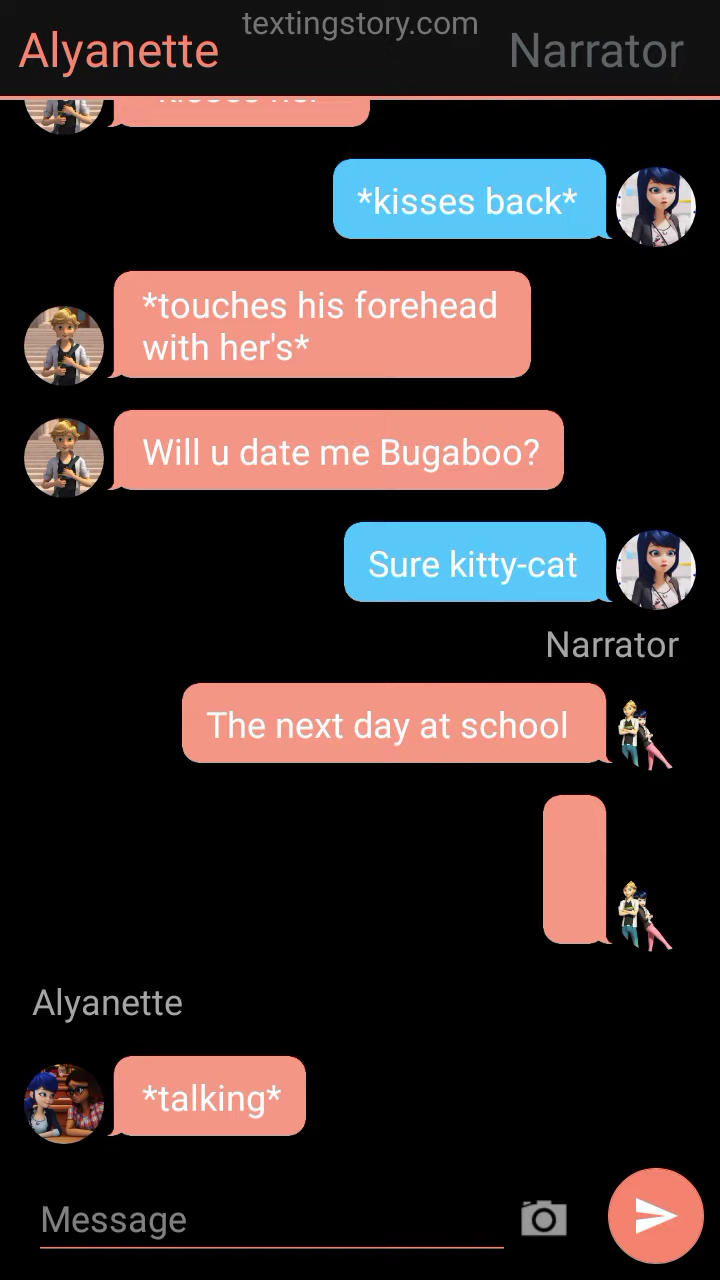 textingstory.com
Alyanette
Narrator
*kisses back*
*touches his forehead
with her's*
Will u date me Bugaboo?
Sure kitty-cat
Narrator
The next day at school
Alyanette
*talking*
Message